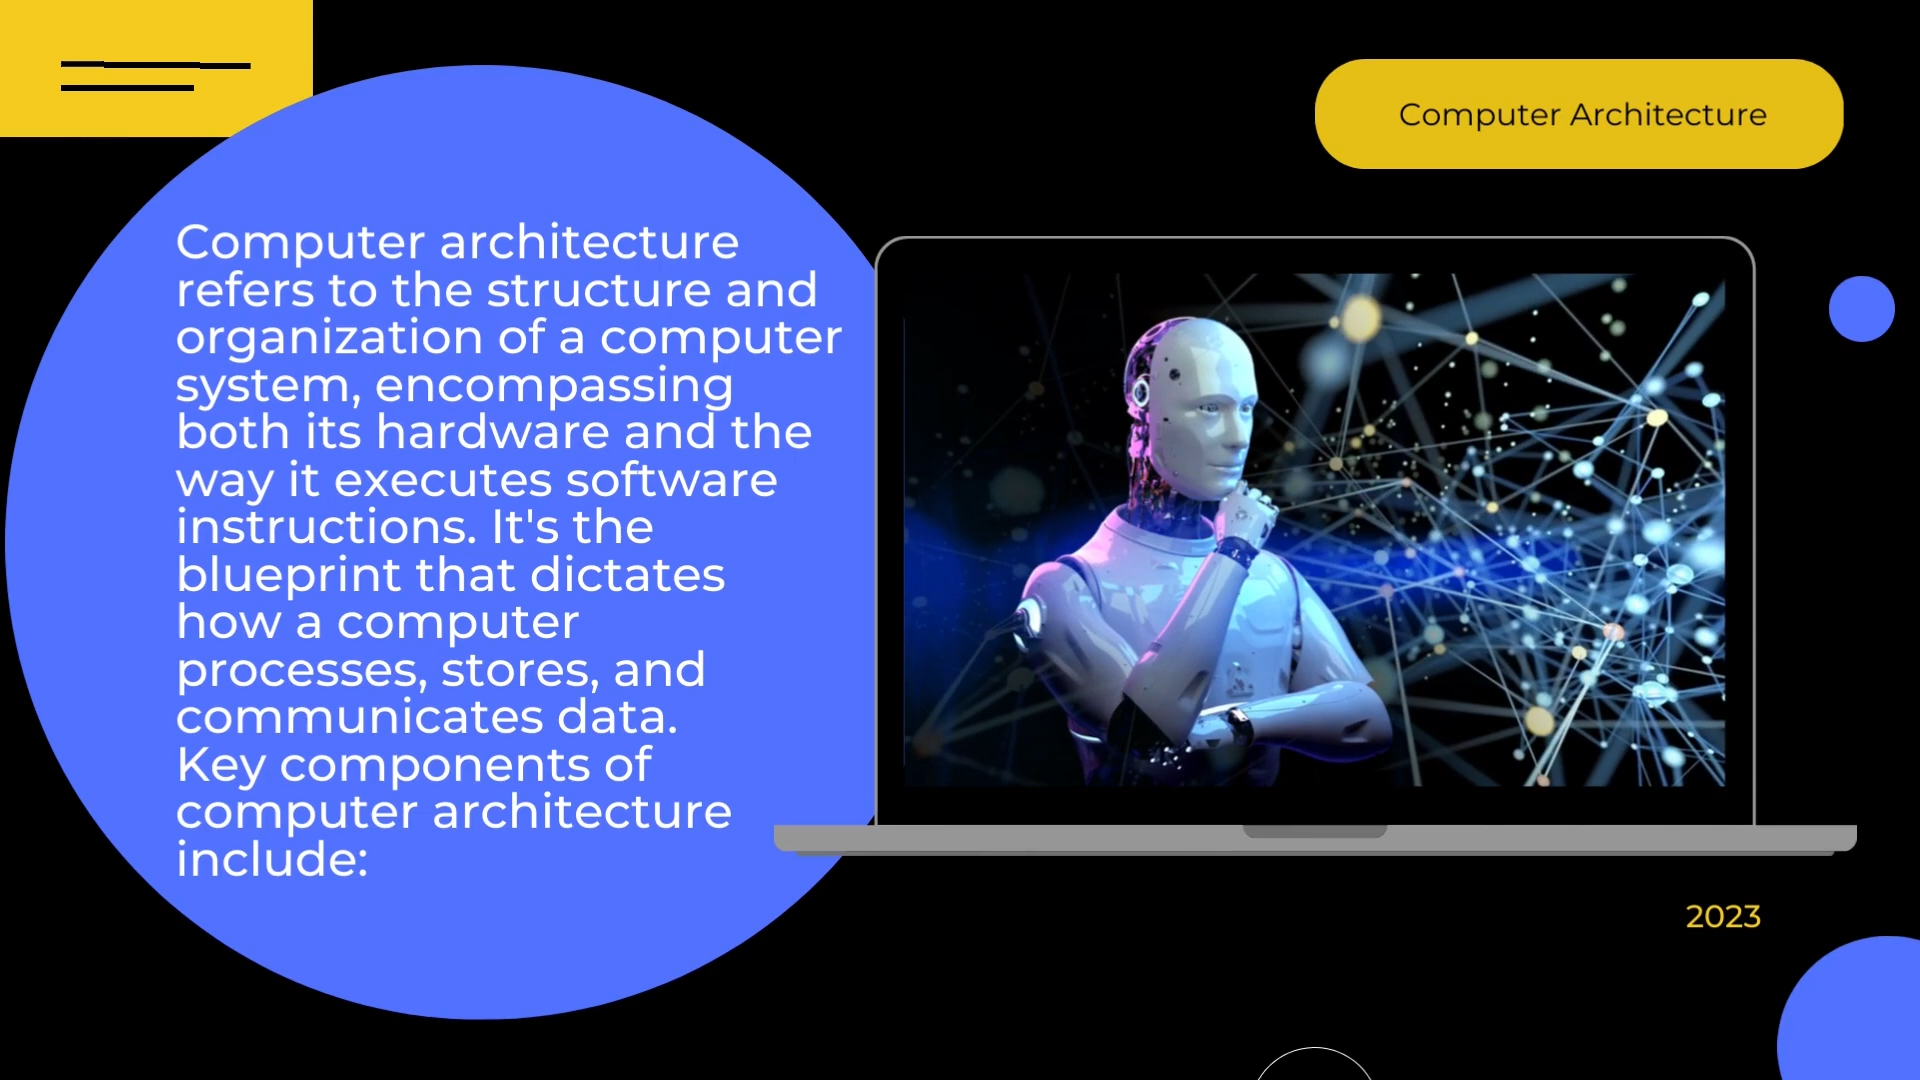 Computer Architecture
Computer architecture
refers to the structure and
organization of a computer
system, encompassing
both its hardware and the
way it executes software
instructions. It's the
blueprint that dictates
how a computer
processes, stores, and
communicates data.
Key components of
computer architecture
include:
2023